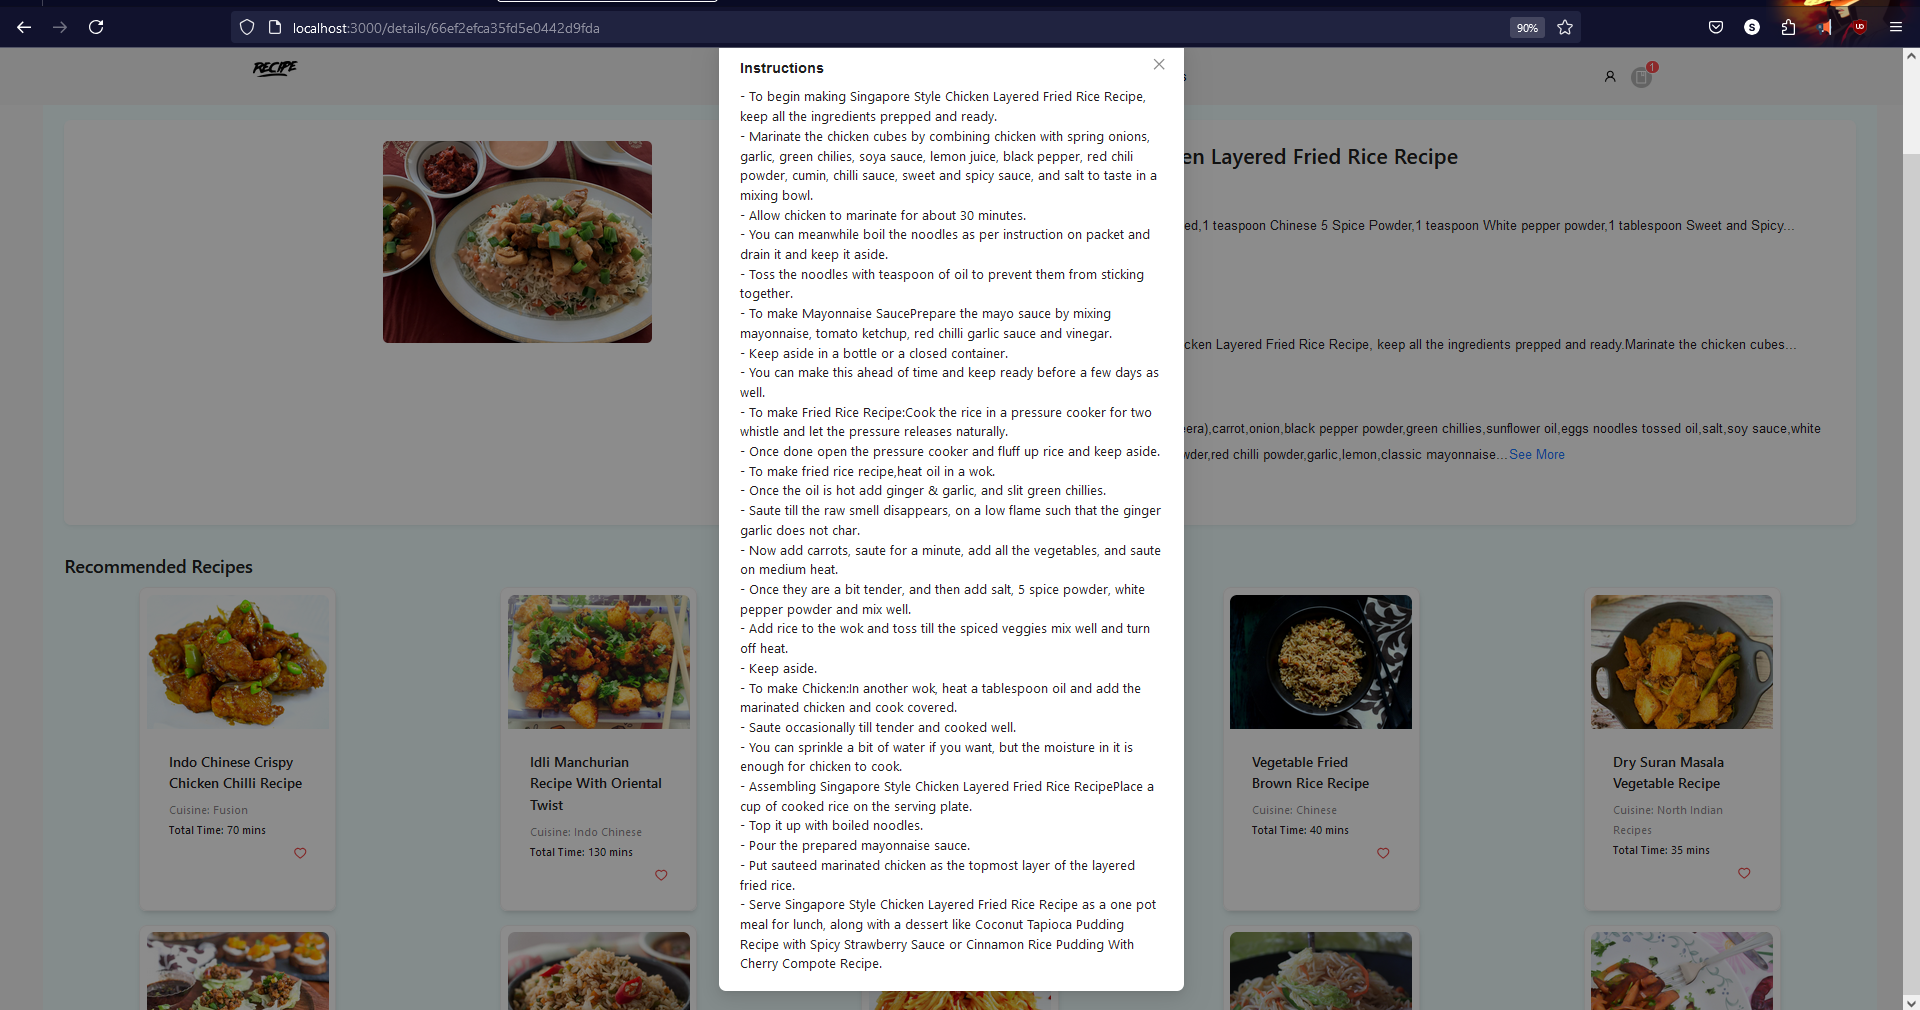 localhost:3000/details/66ef2efca35fd5e0442d9fda
90%
S
RECIPE
s
1
Instructions
- To begin making Singapore Style Chicken Layered Fried Rice Recipe,
keep all the ingredients prepped and ready.
- Marinate the chicken cubes by combining chicken with spring onions,
garlic, green chilies, soya sauce, lemon juice, black pepper, red chili
powder, cumin, chilli sauce, sweet and spicy sauce, and salt to taste in a
mixing bowl.
- Allow chicken to marinate for about 30 minutes.
- You can meanwhile boil the noodles as per instruction on packet and
drain it and keep it aside.
- Toss the noodles with teaspoon of oil to prevent them from sticking
together.
- To make Mayonnaise SaucePrepare the mayo sauce by mixing
mayonnaise, tomato ketchup, red chilli garlic sauce and vinegar.
- Keep aside in a bottle or a closed container.
- You can make this ahead of time and keep ready before a few days as
well.
- To make Fried Rice Recipe:Cook the rice in a pressure cooker for two
whistle and let the pressure releases naturally.
- Once done open the pressure cooker and fluff up rice and keep aside.
- To make fried rice recipe,heat oil in a wok.
- Once the oil is hot add ginger & garlic, and slit green chillies.
- Saute till the raw smell disappears, on a low flame such that the ginger
garlic does not char.
- Now add carrots, saute for a minute, add all the vegetables, and saute
on medium heat.
- Once they are a bit tender, and then add salt, 5 spice powder, white
pepper powder and mix well.
- Add rice to the wok and toss till the spiced veggies mix well and turn
off heat.
- Keep aside.
- To make Chicken:In another wok, heat a tablespoon oil and add the
marinated chicken and cook covered.
- Saute occasionally till tender and cooked well.
- You can sprinkle a bit of water if you want, but the moisture in it is
enough for chicken to cook.
- Assembling Singapore Style Chicken Layered Fried Rice RecipePlace a
cup of cooked rice on the serving plate.
- Top it up with boiled noodles.
- Pour the prepared mayonnaise sauce.
- Put sauteed marinated chicken as the topmost layer of the layered
fried rice.
- Serve Singapore Style Chicken Layered Fried Rice Recipe as a one pot
meal for lunch, along with a dessert like Coconut Tapioca Pudding
Recipe with Spicy Strawberry Sauce or Cinnamon Rice Pudding With
Cherry Compote Recipe.
en Layered Fried Rice Recipe
ed,1 teaspoon Chinese 5 Spice Powder,1 teaspoon White pepper powder,1 tablespoon Sweet and Spicy...
cken Layered Fried Rice Recipe, keep all the ingredients prepped and ready.Marinate the chicken cubes...
eera),carrot,onion,black pepper powder,green chillies,sunflower oil,eggs noodles tossed oil,salt,soy sauce,white
wder,red chilli powder,garlic,lemon,classic mayonnaise...See More
Recommended Recipes
Indo Chinese Crispy
Chicken Chilli Recipe
Cuisine: Fusion
Total Time: 70 mins
Idli Manchurian
Recipe With Oriental
Twist
Cuisine: Indo Chinese
Total Time: 130 mins
Vegetable Fried
Brown Rice Recipe
Cuisine: Chinese
Total Time: 40 mins
Dry Suran Masala
Vegetable Recipe
Cuisine: North Indian
Recipes
Total Time: 35 mins